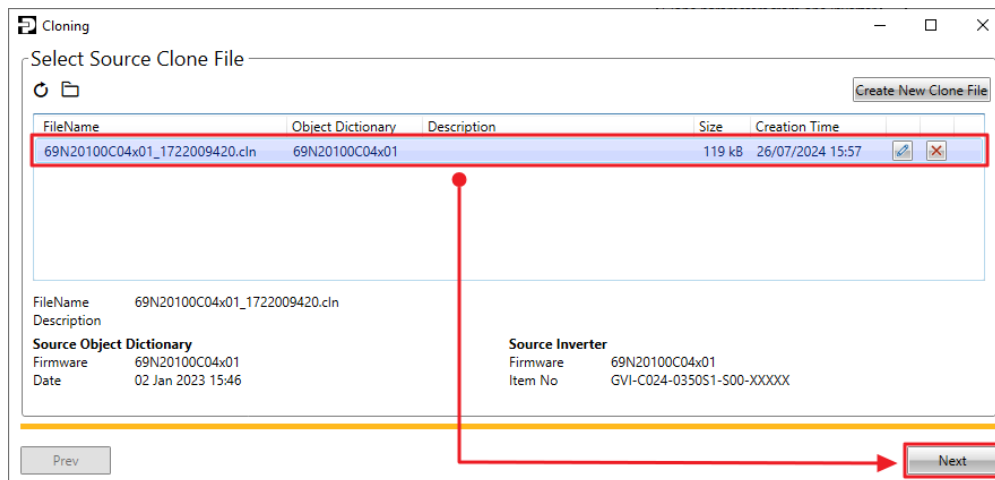 Cloning
Select Source Clone File
Create New Clone File
FileName Object Dictionary Description Size Creation Time
69N20100C04x01_1722009420.cln 69N20100C04x01 119 kB 26/07/2024 15:57
FileName 69N20100C04x01_1722009420.cln
Description
Source Object Dictionary Source Inverter
Firmware 69N20100C04x01 Firmware 69N20100C04x01
Date 02 Jan 2023 15:46 Item No GVI-C024-0350S1-S00-XXXXX
Prev Next